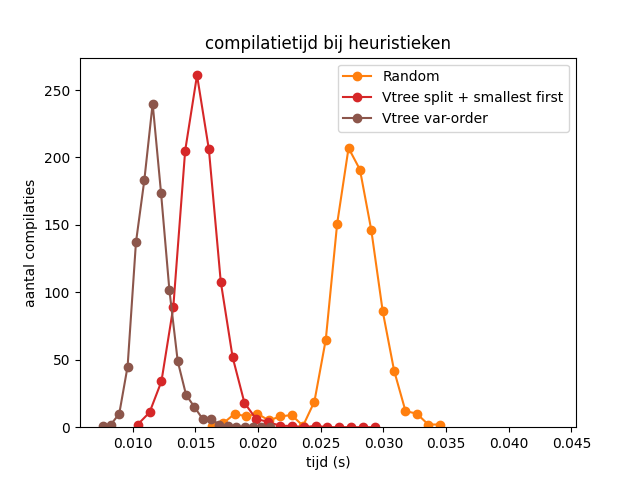 compilatietijd bij heuristieken
Random
Vtree split + smallest first
Vtree var-order
aantal compilaties
250
200
150
100
50
0
0.010 0.015 0.020 0.025 0.030 0.035 0.040 0.045
tijd (s)